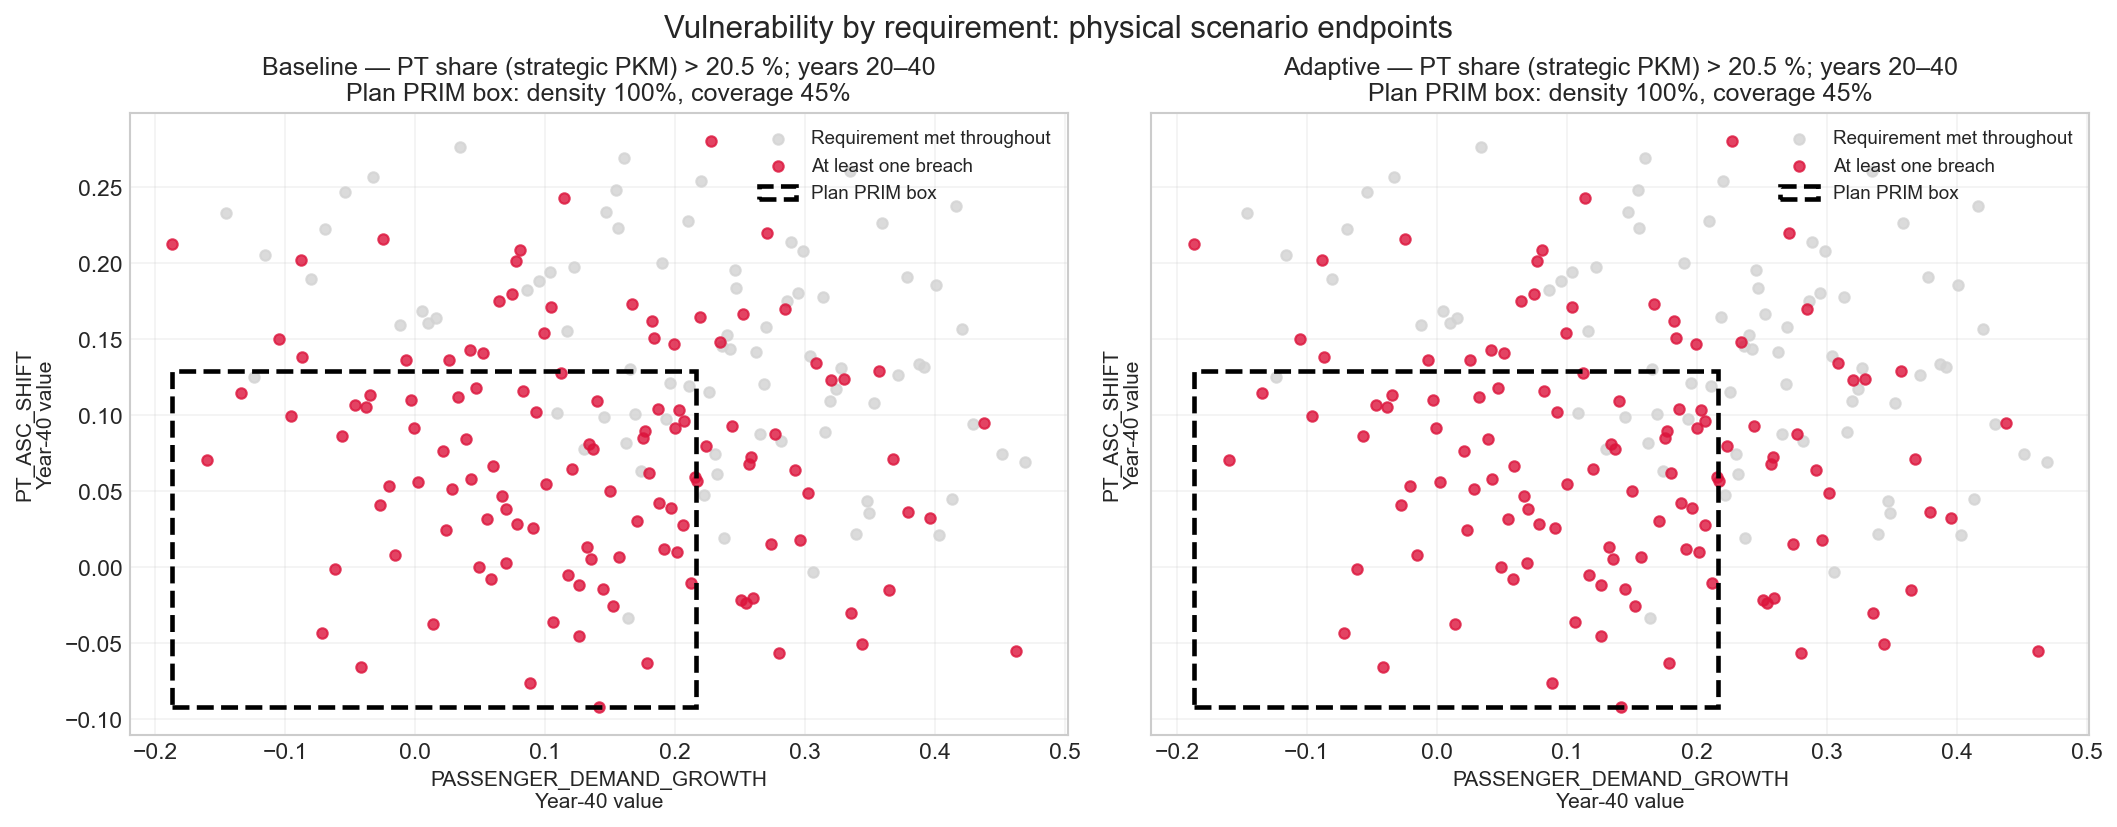 Vulnerability by requirement: physical scenario endpoints
Baseline — PT share (strategic PKM) > 20.5 %; years 20–40
Plan PRIM box: density 100%, coverage 45%
Requirement met throughout
At least one breach
Plan PRIM box
PT_ASC_SHIFT
Year-40 value
0.25
0.20
0.15
0.10
0.05
0.00
−0.05
−0.10
−0.2
−0.1
0.0
0.1
0.2
0.3
0.4
0.5
PASSENGER_DEMAND_GROWTH
Year-40 value
Adaptive — PT share (strategic PKM) > 20.5 %; years 20–40
Plan PRIM box: density 100%, coverage 45%
Requirement met throughout
At least one breach
Plan PRIM box
PT_ASC_SHIFT
Year-40 value
−0.2
−0.1
0.0
0.1
0.2
0.3
0.4
0.5
PASSENGER_DEMAND_GROWTH
Year-40 value